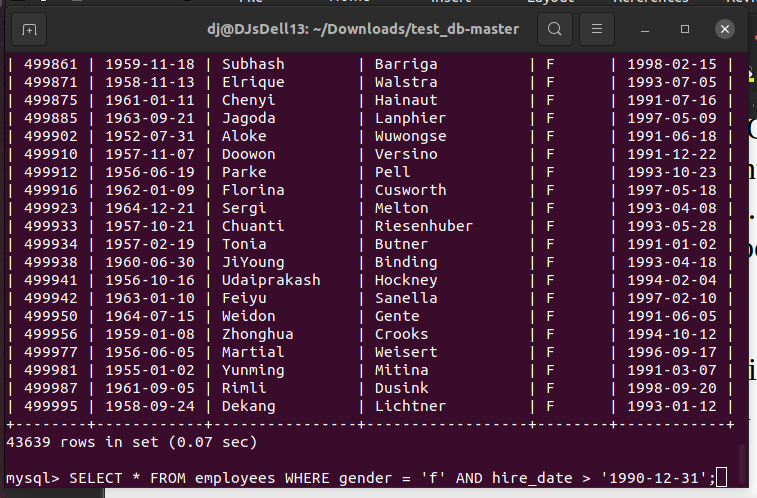 dj@DJsDell13: ~/Downloads/test_db-master
| 499861 | 1959-11-18 | Subhash | Barriga | F | 1998-02-15 |
| 499871 | 1958-11-13 | Elrique | Walstra | F | 1993-07-05 |
| 499875 | 1961-01-11 | Chenyi | Hainaut | F | 1991-07-16 |
| 499885 | 1963-09-21 | Jagoda | Lanphier | F | 1997-05-09 |
| 499902 | 1952-07-31 | Aloke | Wuwongse | F | 1991-06-18 |
| 499910 | 1957-11-07 | Doowon | Versino | F | 1991-12-22 |
| 499912 | 1956-06-19 | Parke | Pell | F | 1993-10-23 |
| 499916 | 1962-01-09 | Florina | Cusworth | F | 1997-05-18 |
| 499923 | 1964-12-21 | Sergi | Melton | F | 1993-04-08 |
| 499933 | 1957-10-21 | Chuanti | Riesenhuber | F | 1993-05-28 |
| 499934 | 1957-02-19 | Tonia | Butner | F | 1991-01-02 |
| 499938 | 1960-06-30 | JiYoung | Binding | F | 1993-04-18 |
| 499941 | 1956-10-16 | Udaiprakash | Hockney | F | 1994-02-04 |
| 499942 | 1963-01-10 | Feiyu | Sanella | F | 1997-02-10 |
| 499950 | 1964-07-15 | Weidon | Gente | F | 1991-06-05 |
| 499956 | 1959-01-08 | Zhonghua | Crooks | F | 1994-10-12 |
| 499977 | 1956-06-05 | Martial | Weisert | F | 1996-09-17 |
| 499981 | 1955-01-02 | Yunming | Mitina | F | 1991-03-07 |
| 499987 | 1961-09-05 | Rimli | Dusink | F | 1998-09-20 |
| 499995 | 1958-09-24 | Dekang | Lichtner | F | 1993-01-12 |
+--------+------------+----------------+------------------+--------+------------+
43639 rows in set (0.07 sec)
mysql> SELECT * FROM employees WHERE gender = 'f' AND hire_date > '1990-12-31';